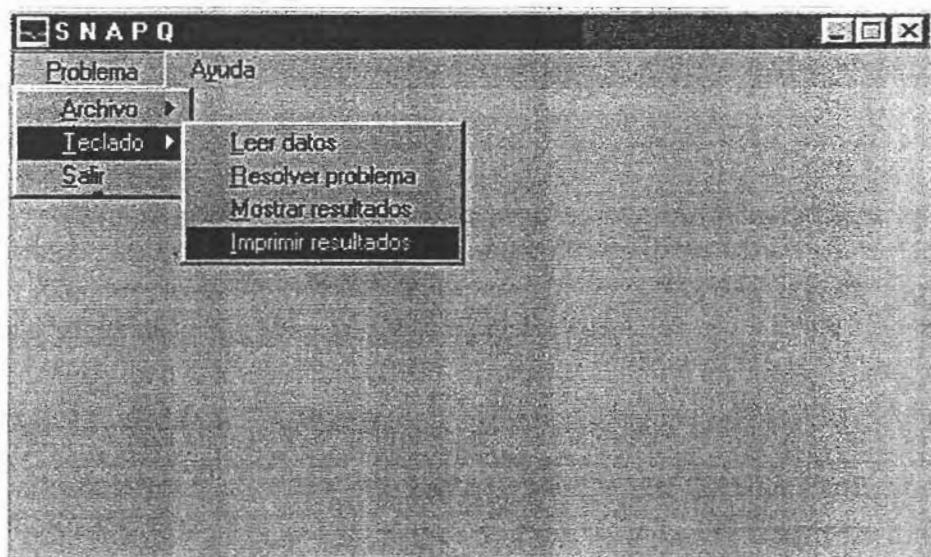 SNAPQ
Problema Ayuda
Archivo
Teclado
Salir
Leer datos
Resolver problema
Mostrar resultados
Imprimir resultados